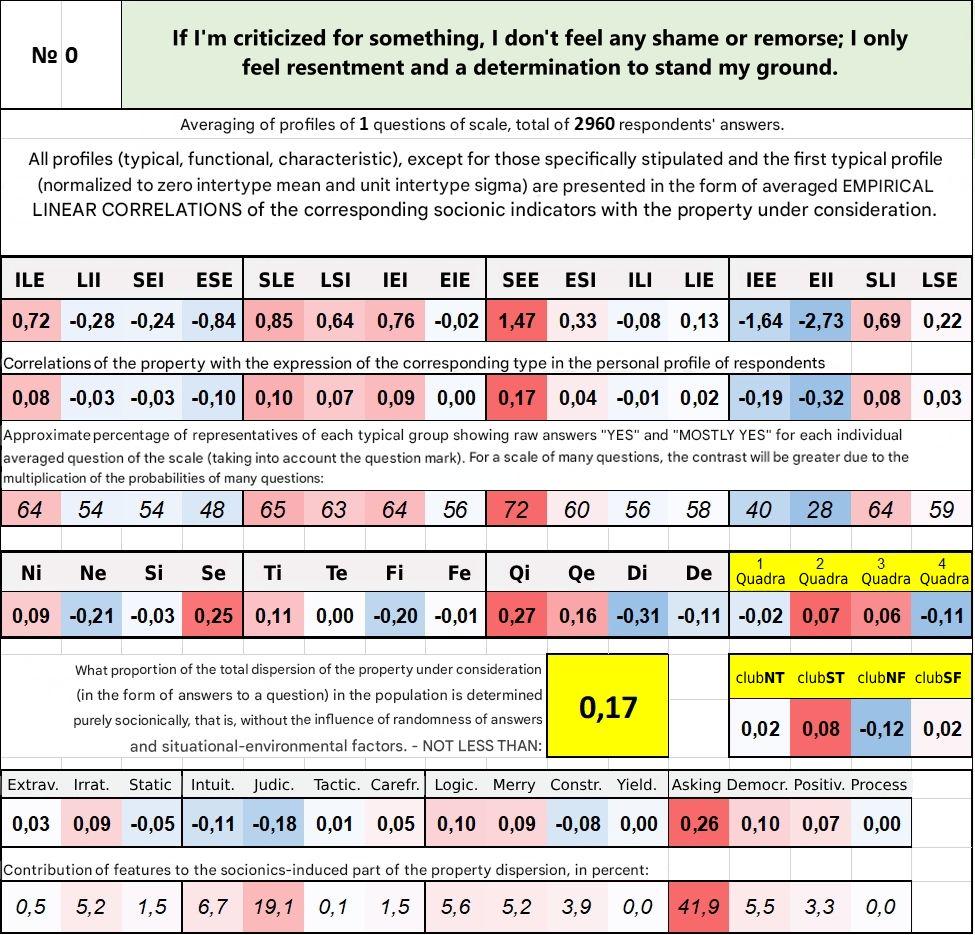 № 0
If I'm criticized for something, I don't feel any shame or remorse; I only
feel resentment and a determination to stand my ground.
Averaging of profiles of 1 questions of scale, total of 2960 respondents' answers.
All profiles (typical, functional, characteristic), except for those specifically stipulated and the first typical profile
(normalized to zero intertype mean and unit intertype sigma) are presented in the form of averaged EMPIRICAL
LINEAR CORRELATIONS of the corresponding socionic indicators with the property under consideration.
ILE LII SEI ESE SLE LSI IEI EIE SEE ESI ILI LIE IEE EII SLI LSE
0,72 -0,28 -0,24 -0,84 0,85 0,64 0,76 -0,02 1,47 0,33 -0,08 0,13 -1,64 -2,73 0,69 0,22
Correlations of the property with the expression of the corresponding type in the personal profile of respondents
0,08 -0,03 -0,03 -0,10 0,10 0,07 0,09 0,00 0,17 0,04 -0,01 0,02 -0,19 -0,32 0,08 0,03
Approximate percentage of representatives of each typical group showing raw answers "YES" and "MOSTLY YES" for each individual
averaged question of the scale (taking into account the question mark). For a scale of many questions, the contrast will be greater due to the
multiplication of the probabilities of many questions:
64 54 54 48 65 63 64 56 72 60 56 58 40 28 64 59
Ni Ne Si Se Ti Te Fi Fe Qi Qe Di De 1 Quadra 2 Quadra 3 Quadra 4 Quadra
0,09 -0,21 -0,03 0,25 0,11 0,00 -0,20 -0,01 0,27 0,16 -0,31 -0,11 -0,02 0,07 0,06 -0,11
What proportion of the total dispersion of the property under consideration
(in the form of answers to a question) in the population is determined
purely socionically, that is, without the influence of randomness of answers
and situational-environmental factors. - NOT LESS THAN:
0,17
clubNT clubST clubNF clubSF
0,02 0,08 -0,12 0,02
Extrav. Irrat. Static Intuit. Judic. Tactic. Carefr. Logic. Merry Constr. Yield. Asking Democr. Positiv. Process
0,03 0,09 -0,05 -0,11 -0,18 0,01 0,05 0,10 0,09 -0,08 0,00 0,26 0,10 0,07 0,00
Contribution of features to the socionics-induced part of the property dispersion, in percent:
0,5 5,2 1,5 6,7 19,1 0,1 1,5 5,6 5,2 3,9 0,0 41,9 5,5 3,3 0,0